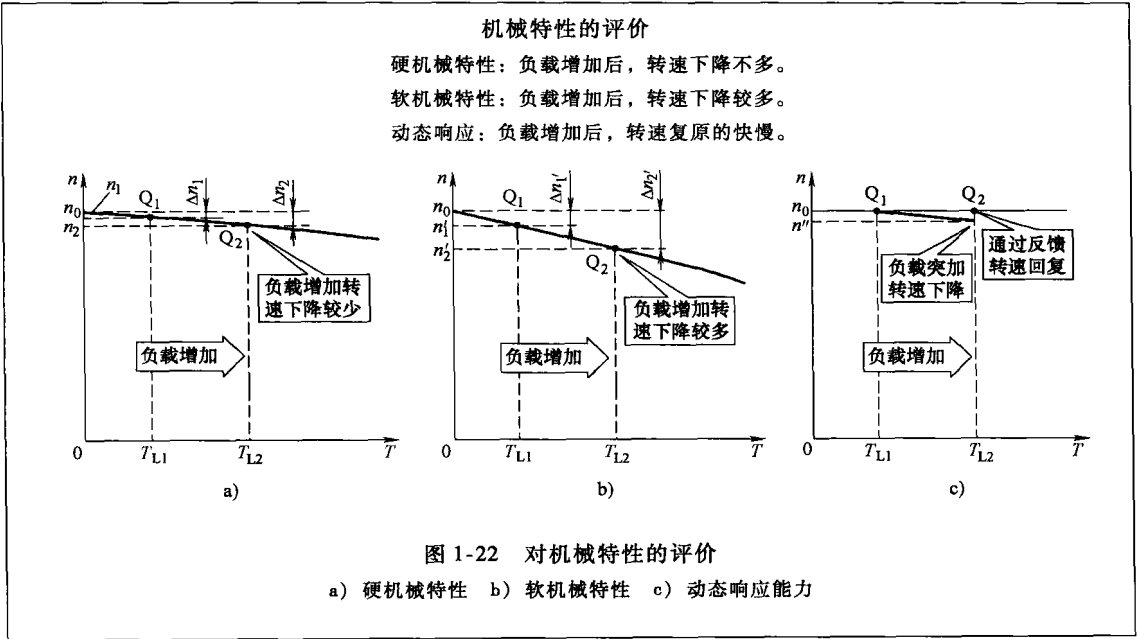 机械特性的评价
硬机械特性：负载增加后，转速下降不多。
软机械特性：负载增加后，转速下降较多。
动态响应：负载增加后，转速复原的快慢。
n
n1
n0
n2
Q1
Q2
Δn1
Δn2
负载增加转
速下降较少
负载增加
0
TL1
TL2
T
a)
n
n0
n1′
n2′
Q1
Q2
Δn1′
Δn2′
负载增加转
速下降较多
负载增加
0
TL1
TL2
T
b)
n
n0
n″
Q1
Q2
负载突加
转速下降
通过反馈
转速回复
负载增加
0
TL1
TL2
T
c)
图 1-22 对机械特性的评价
a) 硬机械特性 b) 软机械特性 c) 动态响应能力